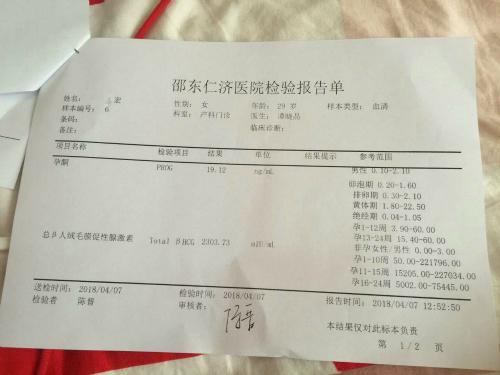 邵东仁济医院检验报告单
姓名： 宏 性别： 女 年龄： 29 岁 样本类型： 血清
样本编号： 6 科室： 产科门诊 医生： 谭晓晶
条码： 临床诊断：
备注：
项目名称 检验项目 结果 单位 结果提示 参考范围
孕酮 PROG 19.12 ng/mL 男性 0.10-2.10
卵泡期 0.20-1.60
排卵期 0.30-2.10
黄体期 1.80-22.50
绝经期 0.04-1.05
孕1-12周 3.90-60.00
孕13-24周 15.40-60.00
总β人绒毛膜促性腺激素 Total βHCG 2303.73 mIU/mL 非孕女性/男性 0.00-3.00
孕1-10周 50.00-221796.00
孕11-15周 15205.00-227034.00
孕16-24周 5002.00-75445.00
送检时间： 2018/04/07 检验时间： 2018/04/07 报告时间： 2018/04/07 12:52:50
检验者 陈督 审核者：
本结果仅对此标本负责
第 1/2 页